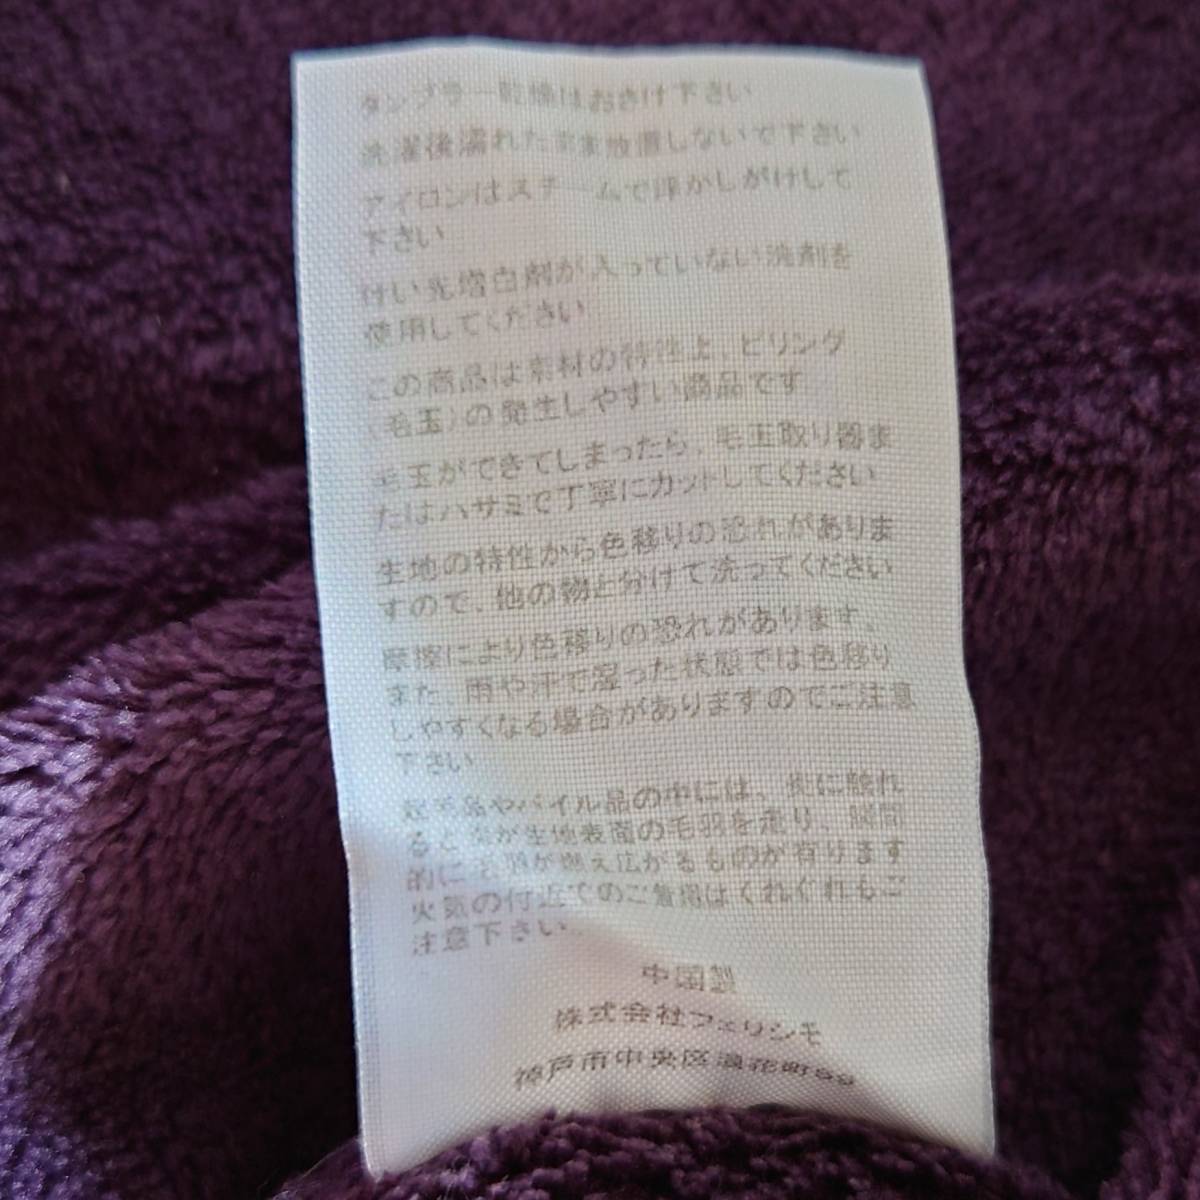 タンブラー乾燥はおさけ下さい
洗濯後濡れたまま放置しないで下さい
アイロンはスチームで浮かしがけして
下さい
けい光増白剤が入っていない洗剤を
使用してください
この商品は素材の特性上、ピリング
(毛玉)の発生しやすい商品です
毛玉ができてしまったら、毛玉取り器ま
たはハサミで丁寧にカットしてください
生地の特性から色移りの恐れがありま
すので、他の物と分けて洗ってください
摩擦により色移りの恐れがあります、
また、雨や汗で湿った状態では色移り
しやすくなる場合がありますのでご注意
下さい
起毛品やパイル品の中には、炎に触れ
ると炎が生地表面の毛羽を走り、瞬間
的に毛羽が燃え広がるものが有ります
火気の付近でのご着用はくれぐれもご
注意下さい
中国製
株式会社フェリシモ
神戸市中央区浪花町59